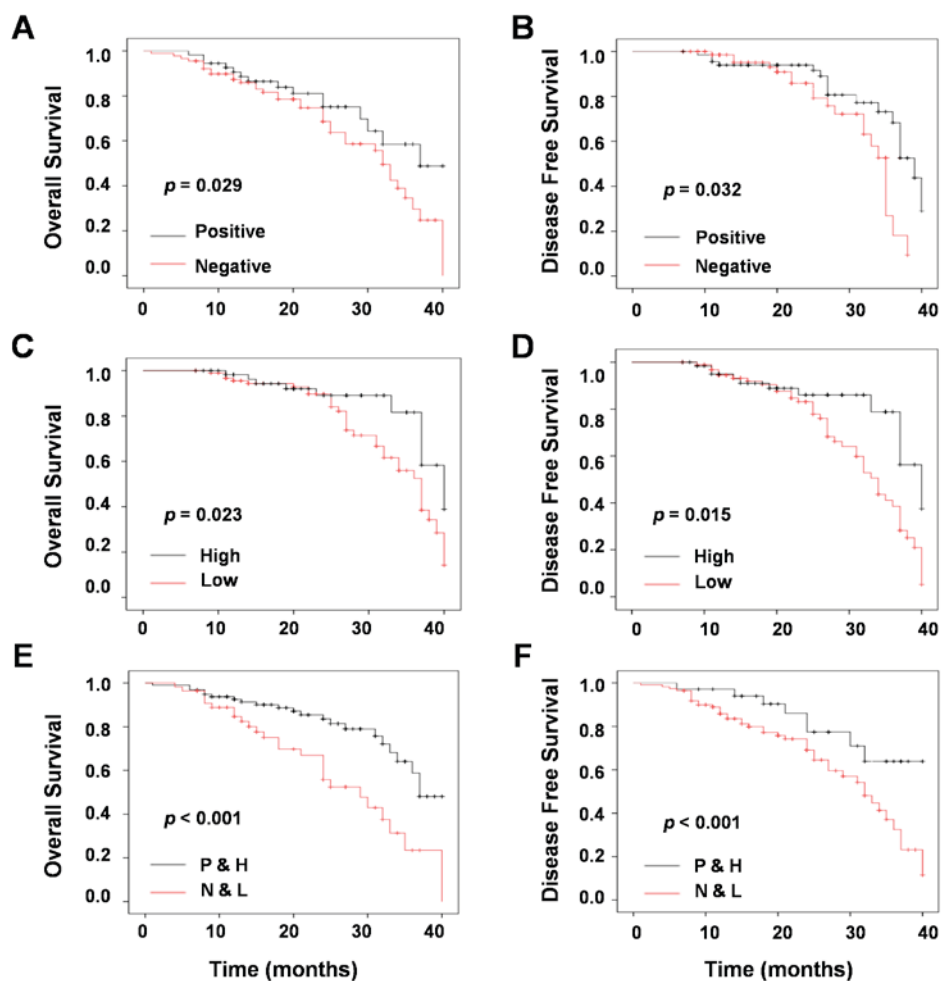 A
Overall Survival
1.0
0.8
0.6
0.4
0.2
0.0
p = 0.029
Positive
Negative
0 10 20 30 40
B
Disease Free Survival
1.0
0.8
0.6
0.4
0.2
0.0
p = 0.032
Positive
Negative
0 10 20 30 40
C
Overall Survival
1.0
0.8
0.6
0.4
0.2
0.0
p = 0.023
High
Low
0 10 20 30 40
D
Disease Free Survival
1.0
0.8
0.6
0.4
0.2
0.0
p = 0.015
High
Low
0 10 20 30 40
E
Overall Survival
1.0
0.8
0.6
0.4
0.2
0.0
p < 0.001
P & H
N & L
0 10 20 30 40
Time (months)
F
Disease Free Survival
1.0
0.8
0.6
0.4
0.2
0.0
p < 0.001
P & H
N & L
0 10 20 30 40
Time (months)